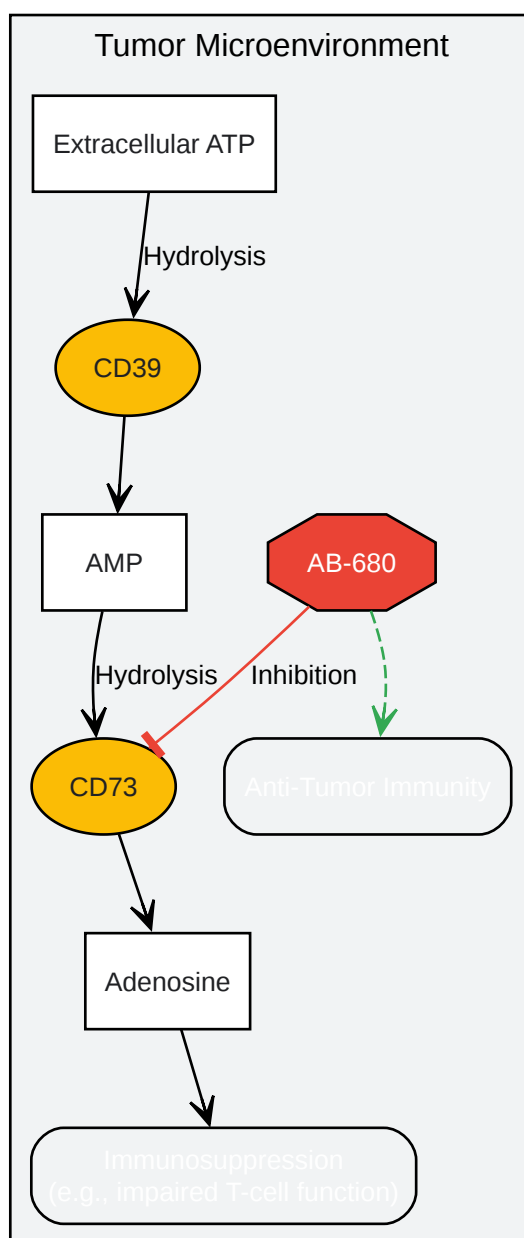 Tumor Microenvironment
Extracellular ATP
Hydrolysis
CD39
AMP
AB-680
Hydrolysis
Inhibition
CD73
Anti-Tumor Immunity
Adenosine
Immunosuppression
(e.g., impaired T-cell function)